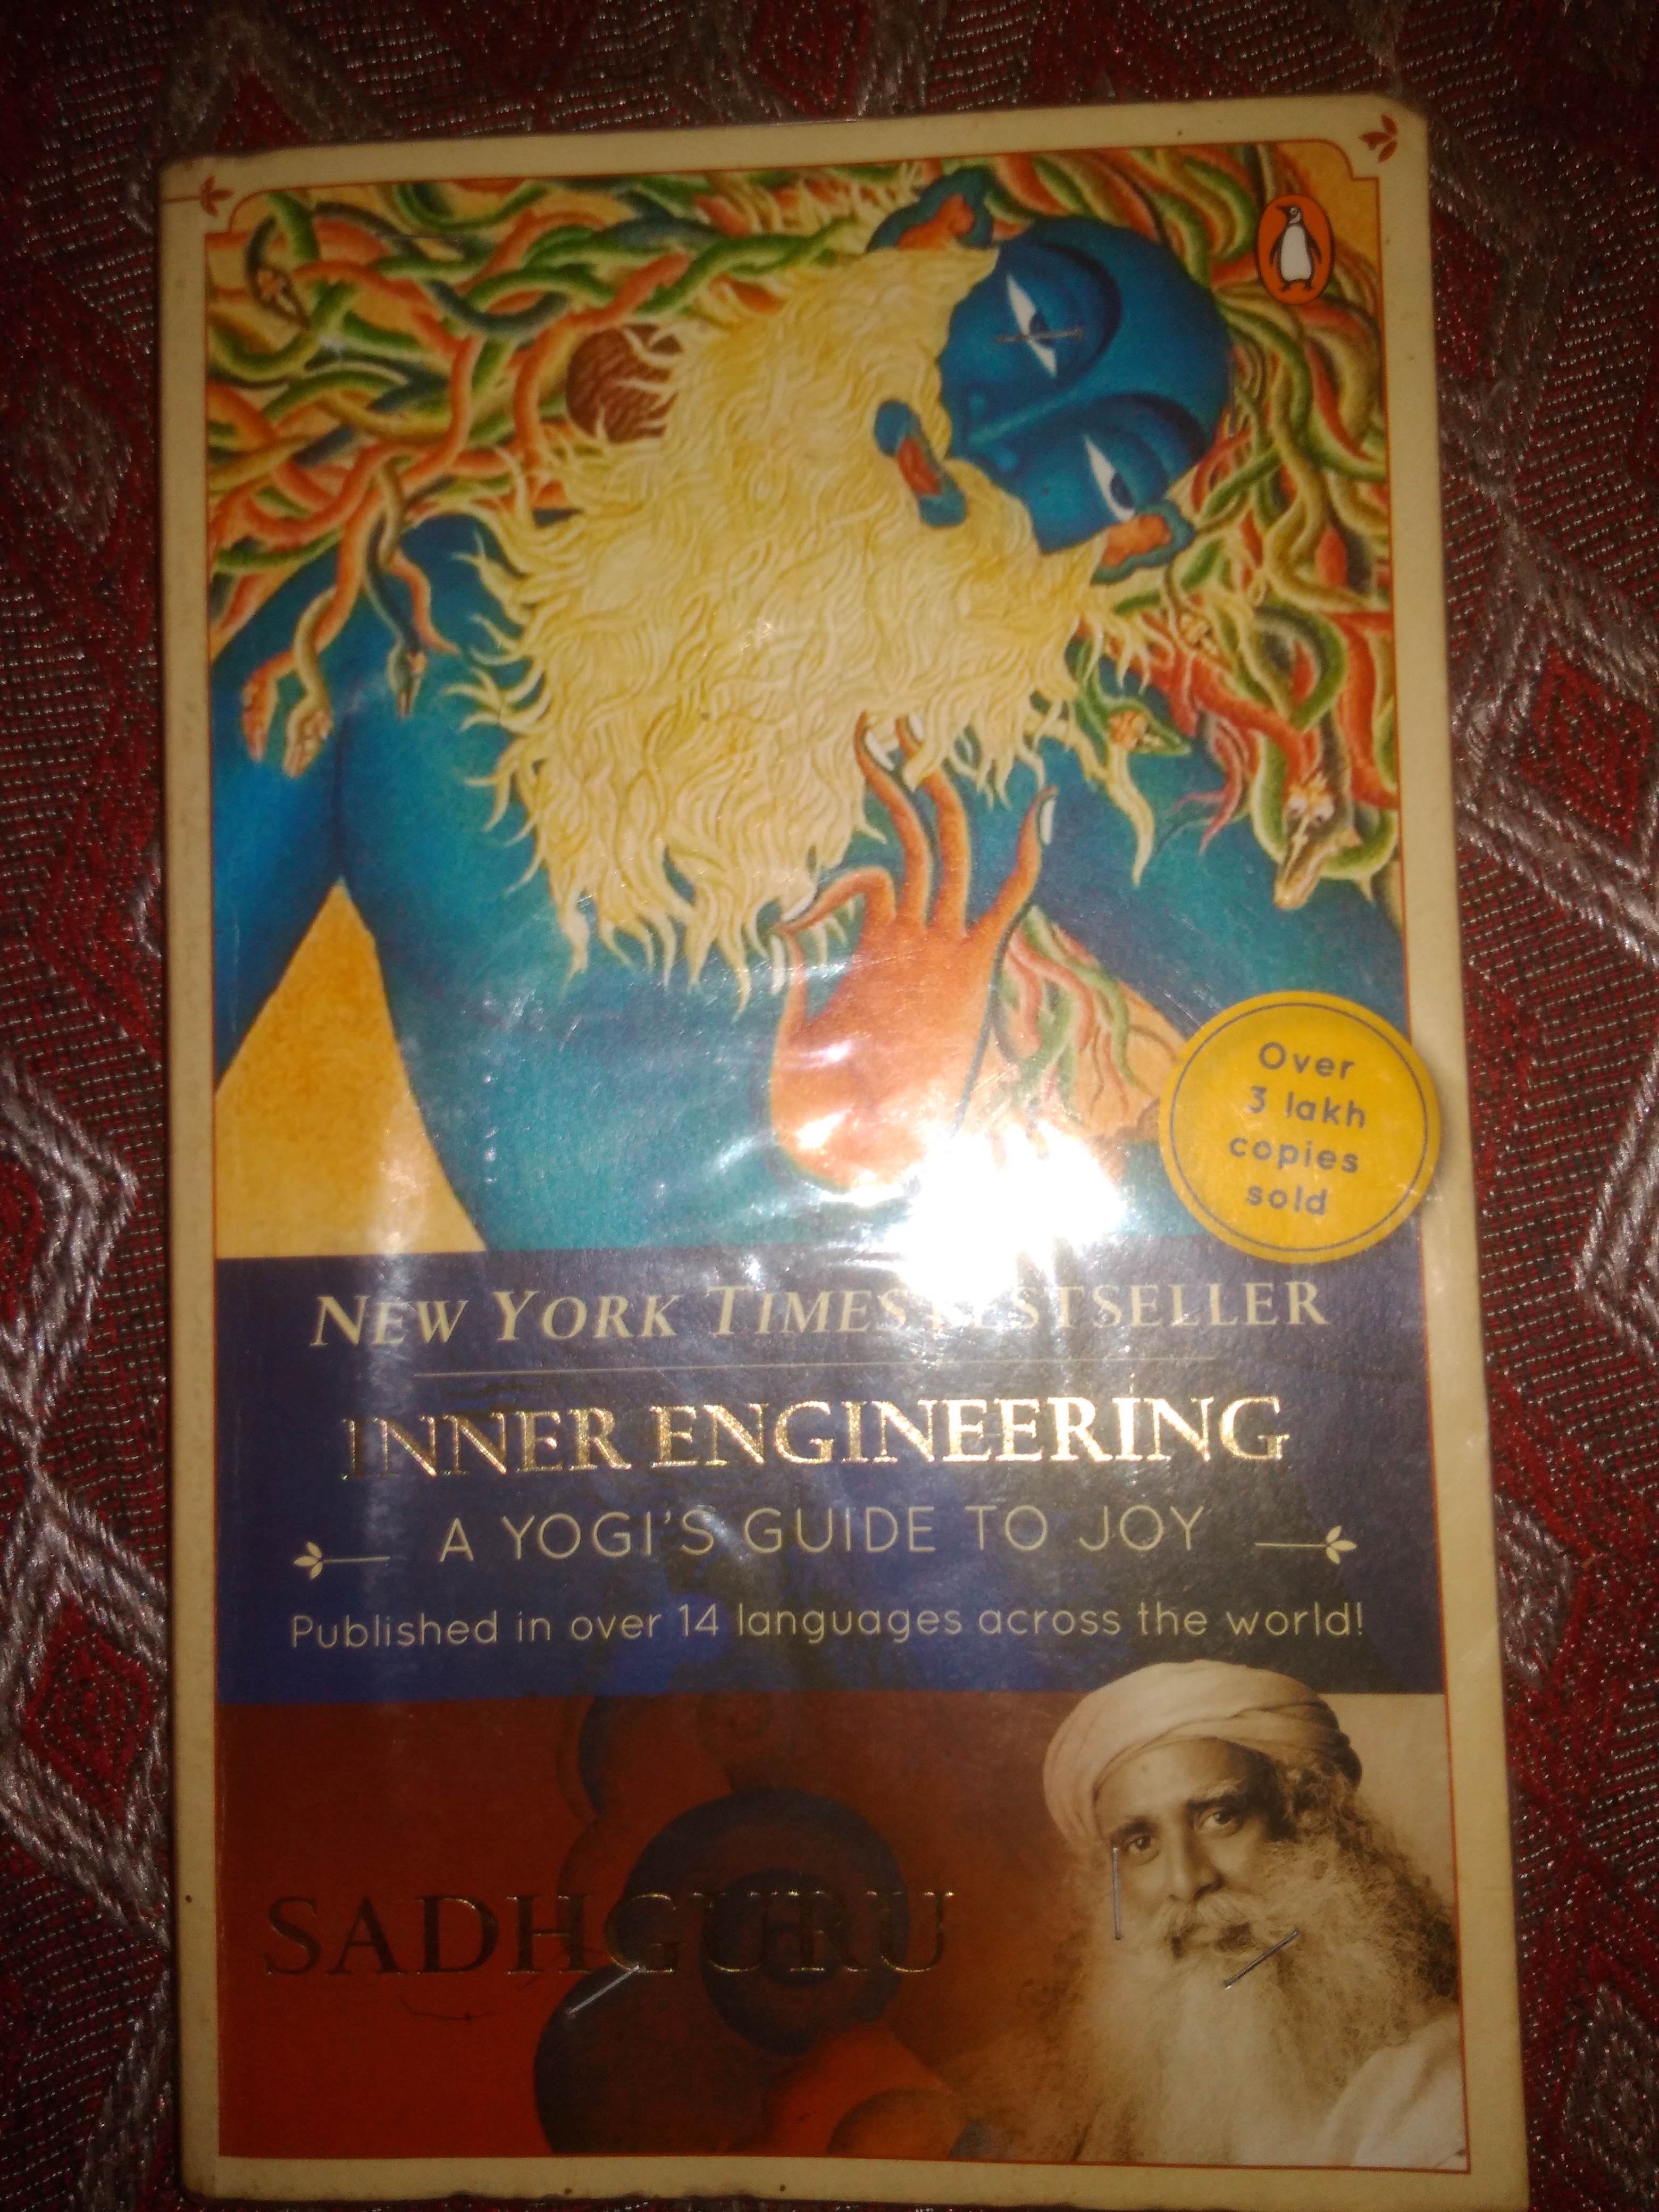 Over
3 lakh
copies
sold
NEW YORK TIMES BESTSELLER
INNER ENGINEERING
A YOGI'S GUIDE TO JOY
Published in over 14 languages across the world!
SADHGURU